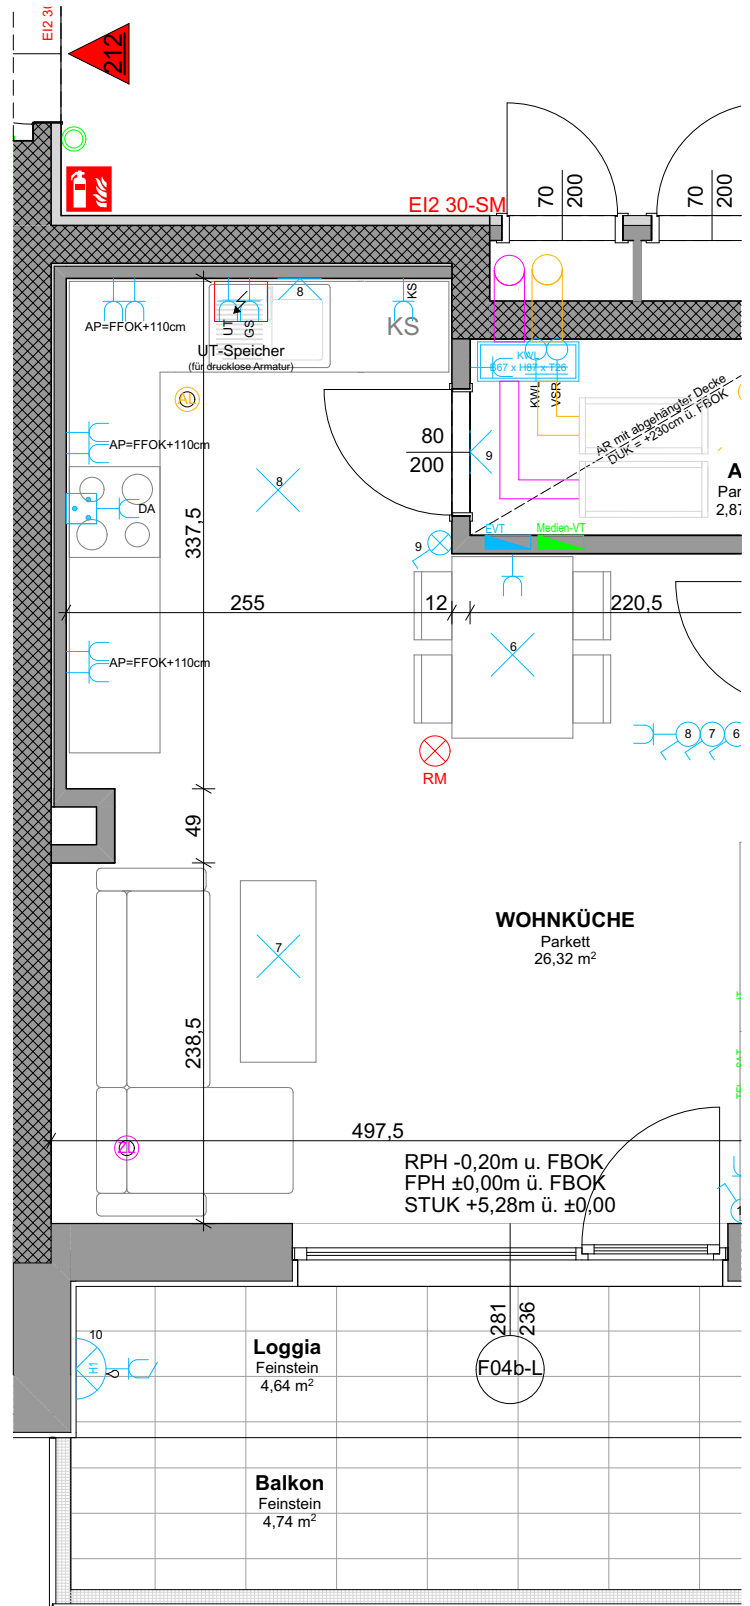 EI2 30
212
EI2 30-SM
70
200
70
200
AP=FFOK+110cm
8
KS
KS
UT
GS
UT-Speicher
(für drucklose Armatur)
KWL
B67 x H87 x T26
KWL
VSR
AR mit abgehängter Decke
DUK = +230cm ü. FBOK
AL
AP=FFOK+110cm
80
200
9
8
DA
A
Par
2,87
337,5
9
EVT
Medien-VT
255
12
220,5
6
AP=FFOK+110cm
8
7
6
RM
49
WOHNKÜCHE
Parkett
26,32 m²
7
238,5
497,5
ZL
RPH -0,20m u. FBOK
FPH ±0,00m u. FBOK
STUK +5,28m ü. ±0,00
1
281
236
10
H1
Loggia
Feinstein
4,64 m²
F04b-L
Balkon
Feinstein
4,74 m²